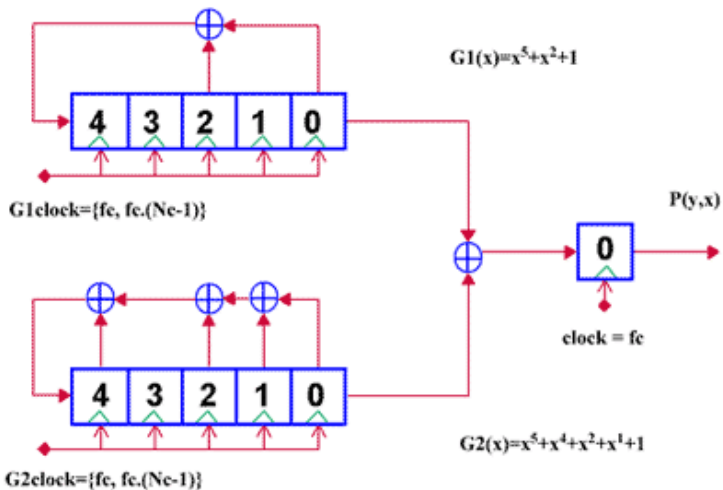 G1(x)=x⁵+x²+1
4 3 2 1 0
G1clock={fc, fc.(Nc-1)}
P(y,x)
0
clock = fc
4 3 2 1 0
G2(x)=x⁵+x⁴+x²+x¹+1
G2clock={fc, fc.(Nc-1)}